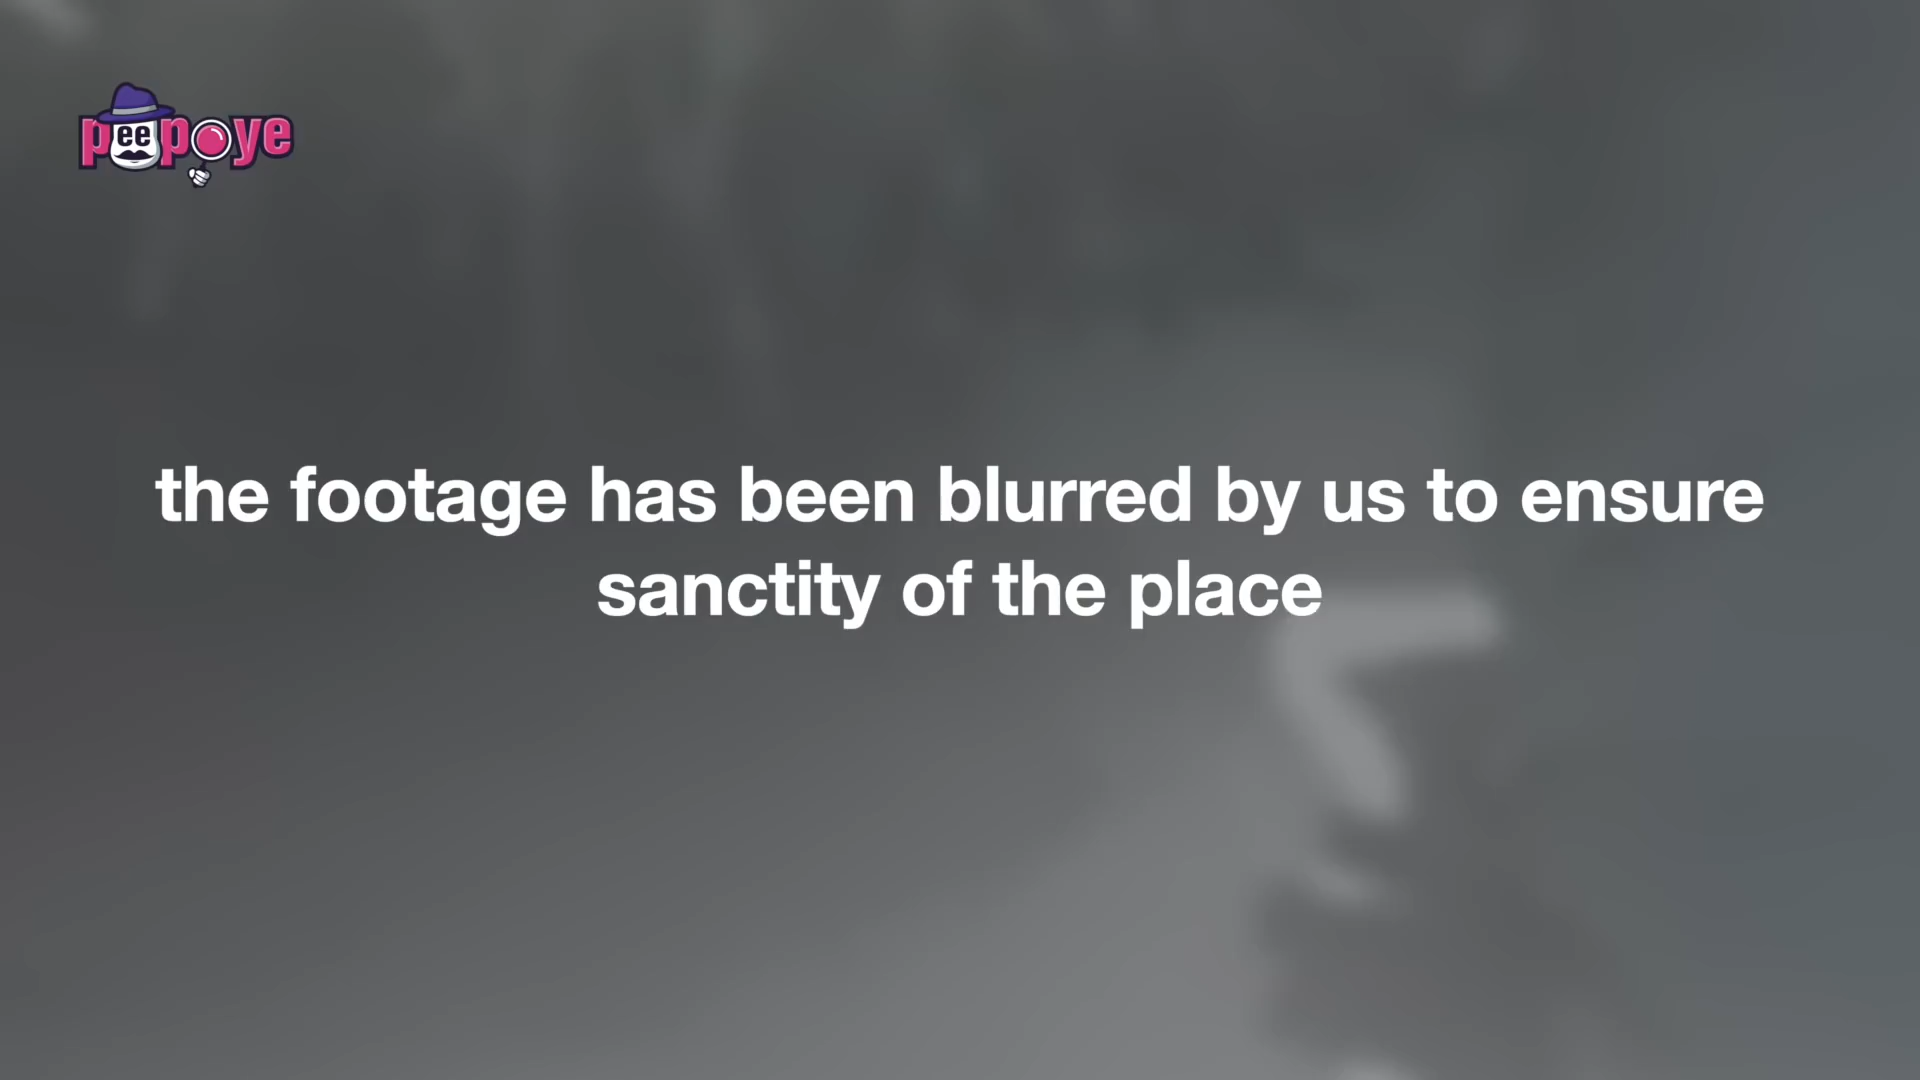 peepoye
the footage has been blurred by us to ensure
sanctity of the place